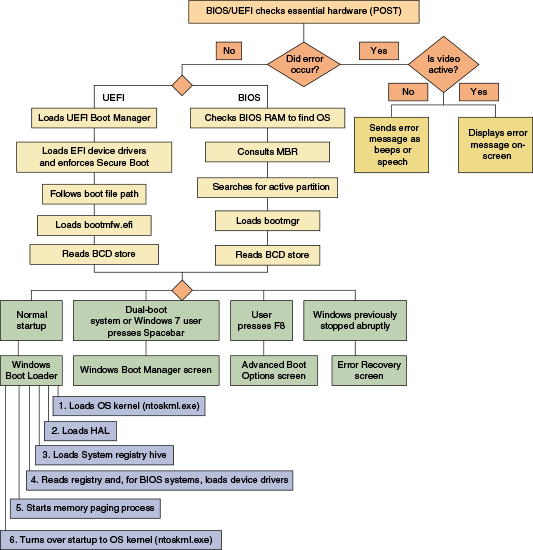 BIOS/UEFI checks essential hardware (POST)
No
Did error
occur?
Yes
Is video
active?
No
Yes
Sends error
message as
beeps or
speech
Displays error
message on-
screen
UEFI
BIOS
Loads UEFI Boot Manager
Loads EFI device drivers
and enforces Secure Boot
Follows boot file path
Loads bootmfw.efi
Reads BCD store
Checks BIOS RAM to find OS
Consults MBR
Searches for active partition
Loads bootmgr
Reads BCD store
Normal
startup
Dual-boot
system or Windows 7 user
presses Spacebar
User
presses F8
Windows previously
stopped abruptly
Windows
Boot Loader
Windows Boot Manager screen
Advanced Boot
Options screen
Error Recovery
screen
1. Loads OS kernel (ntoskrnl.exe)
2. Loads HAL
3. Loads System registry hive
4. Reads registry and, for BIOS systems, loads device drivers
5. Starts memory paging process
6. Turns over startup to OS kernel (ntoskrnl.exe)